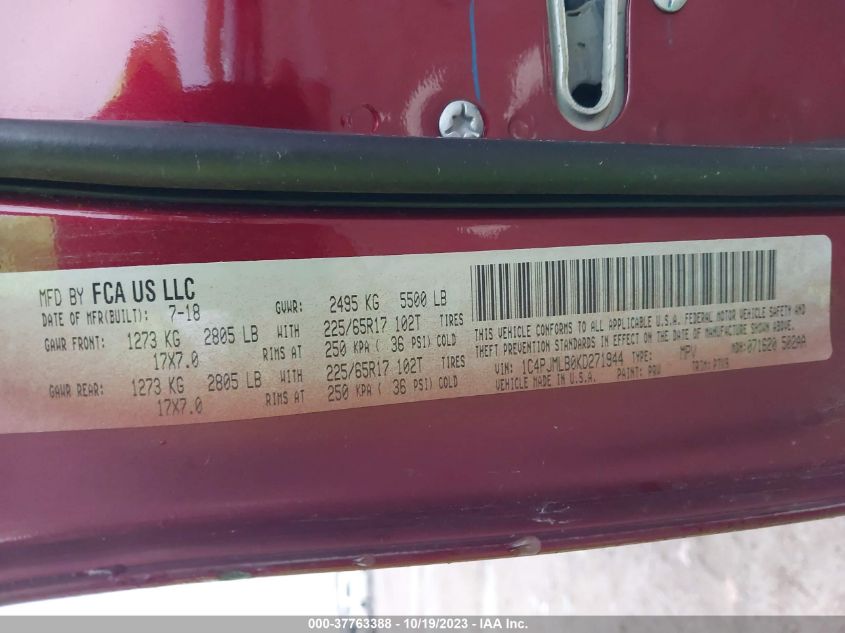 MFD BY FCA US LLC
DATE OF MFR(BUILT): 7-18
GVWR: 2495 KG 5500 LB
GAWR FRONT: 1273 KG 2805 LB WITH 225/65R17 102T TIRES
17X7.0 RIMS AT 250 KPA ( 36 PSI) COLD
GAWR REAR: 1273 KG 2805 LB WITH 225/65R17 102T TIRES
17X7.0 RIMS AT 250 KPA ( 36 PSI) COLD
THIS VEHICLE CONFORMS TO ALL APPLICABLE U.S.A. FEDERAL MOTOR VEHICLE SAFETY AND
THEFT PREVENTION STANDARDS IN EFFECT ON THE DATE OF MANUFACTURE SHOWN ABOVE.
VIN: 1C4PJMLB0KD271944 TYPE: MPV MDH: 071620 502AA
VEHICLE MADE IN U.S.A. PAINT: PRV TRIM:
000-37763388 - 10/19/2023 - IAA Inc.